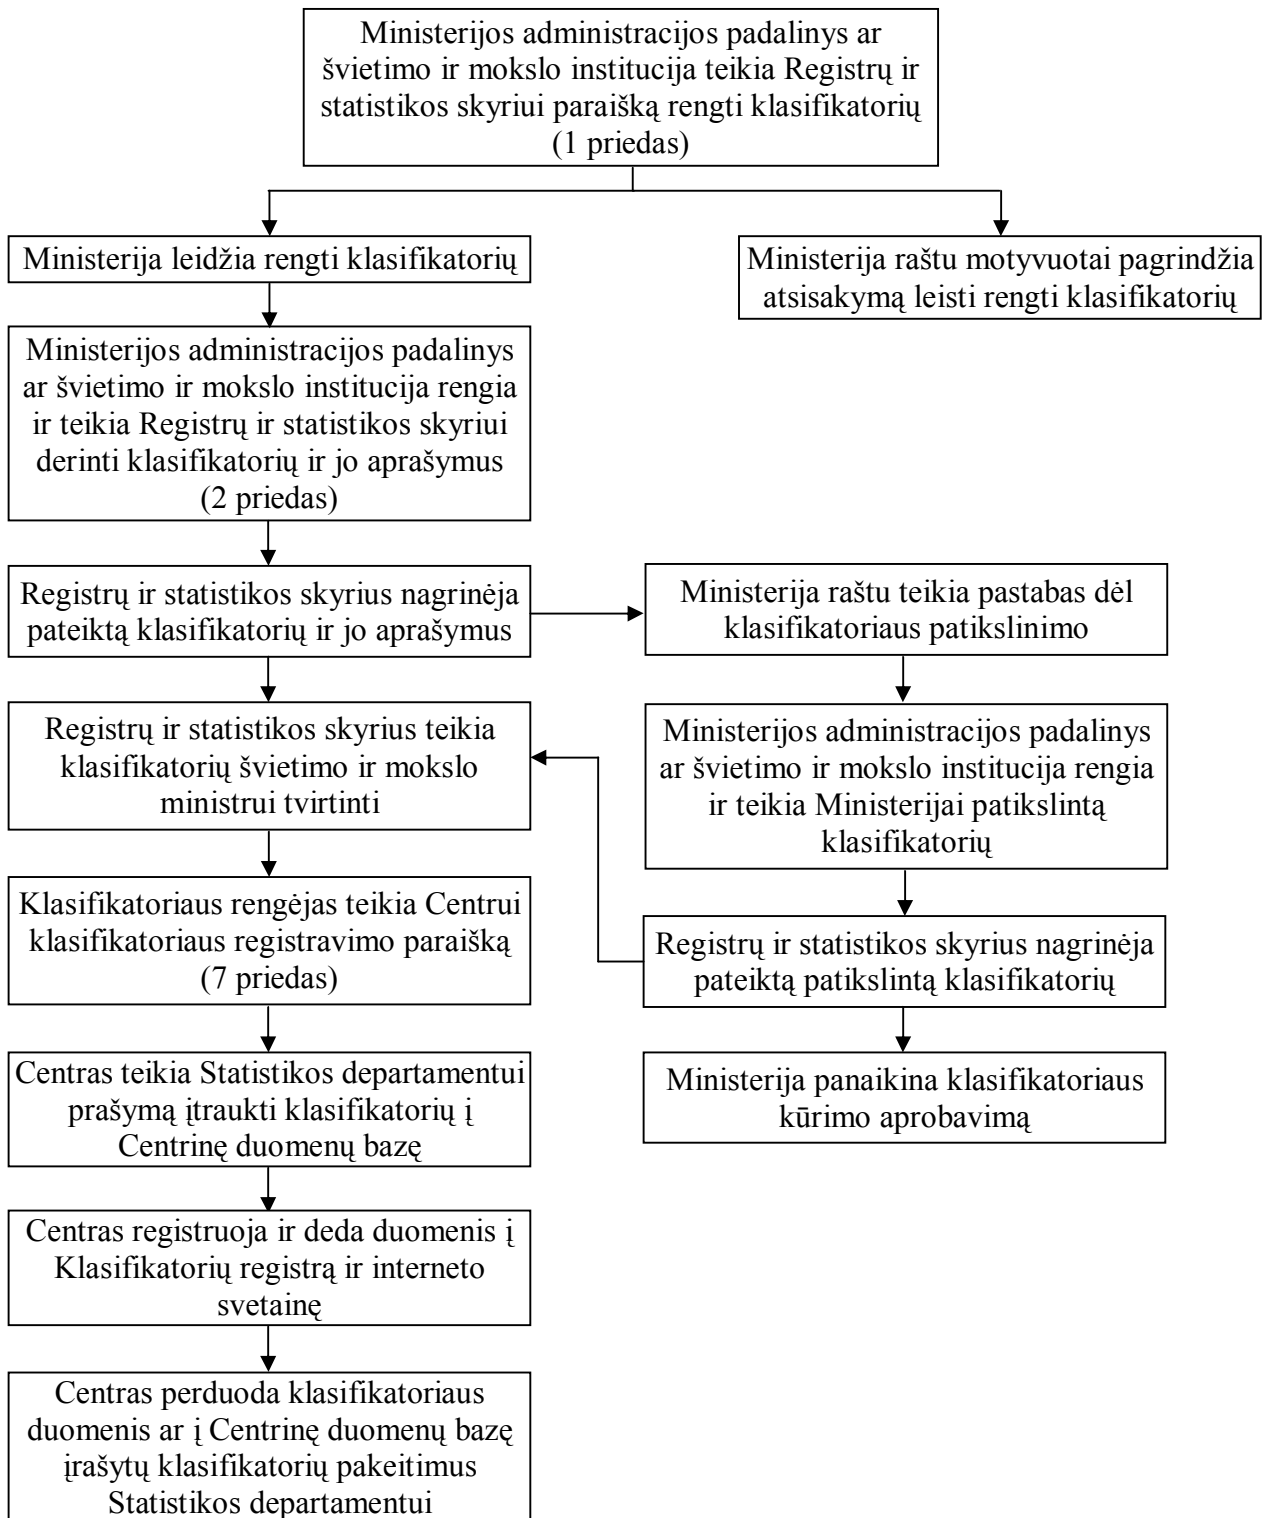 Ministerijos administracijos padalinys ar
švietimo ir mokslo institucija teikia Registrų ir
statistikos skyriui paraišką rengti klasifikatorių
(1 priedas)
Ministerija leidžia rengti klasifikatorių
Ministerija raštu motyvuotai pagrindžia
atsisakymą leisti rengti klasifikatorių
Ministerijos administracijos padalinys
ar švietimo ir mokslo institucija rengia
ir teikia Registrų ir statistikos skyriui
derinti klasifikatorių ir jo aprašymus
(2 priedas)
Registrų ir statistikos skyrius nagrinėja
pateiktą klasifikatorių ir jo aprašymus
Ministerija raštu teikia pastabas dėl
klasifikatoriaus patikslinimo
Registrų ir statistikos skyrius teikia
klasifikatorių švietimo ir mokslo
ministrui tvirtinti
Ministerijos administracijos padalinys
ar švietimo ir mokslo institucija rengia
ir teikia Ministerijai patikslintą
klasifikatorių
Klasifikatoriaus rengėjas teikia Centrui
klasifikatoriaus registravimo paraišką
(7 priedas)
Registrų ir statistikos skyrius nagrinėja
pateiktą patikslintą klasifikatorių
Centras teikia Statistikos departamentui
prašymą įtraukti klasifikatorių į
Centrinę duomenų bazę
Ministerija panaikina klasifikatoriaus
kūrimo aprobavimą
Centras registruoja ir deda duomenis į
Klasifikatorių registrą ir interneto
svetainę
Centras perduoda klasifikatoriaus
duomenis ar į Centrinę duomenų bazę
įrašytų klasifikatorių pakeitimus
Statistikos departamentui